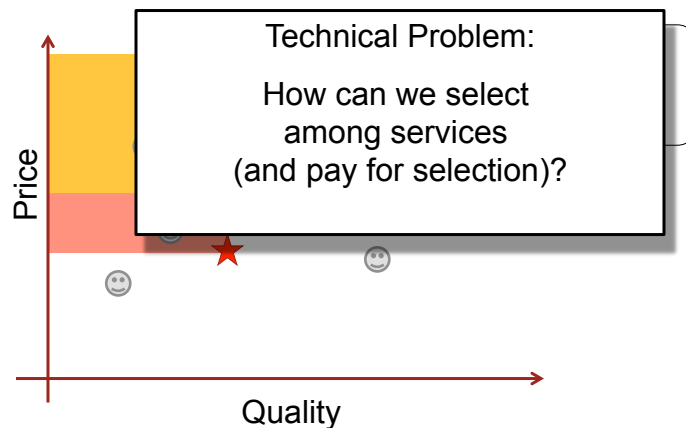 Technical Problem:
How can we select
among services
(and pay for selection)?
Price
Quality